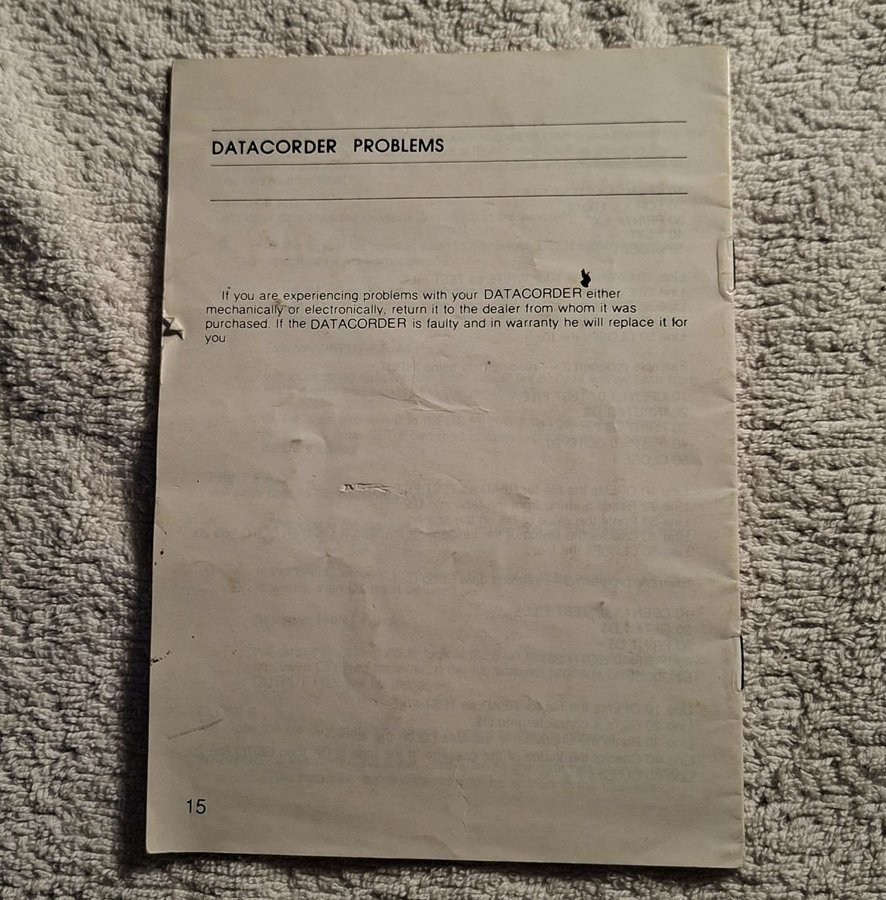 DATACORDER PROBLEMS
If you are experiencing problems with your DATACORDER either
mechanically or electronically, return it to the dealer from whom it was
purchased. If the DATACORDER is faulty and in warranty he will replace it for
you
15